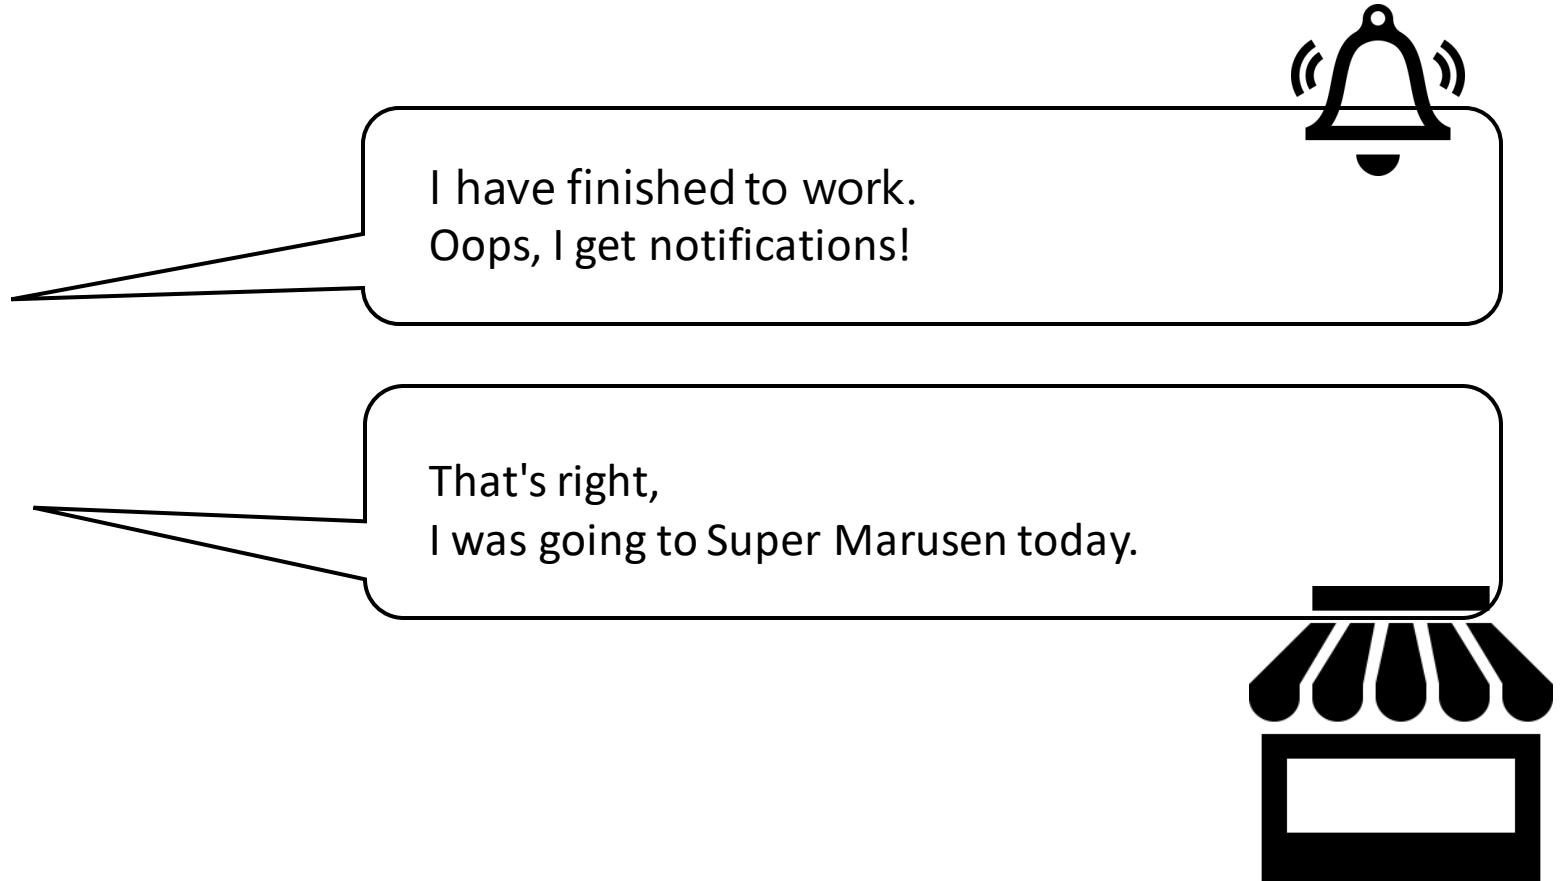 I have finished to work.
Oops, I get notifications!
That's right,
I was going to Super Marusen today.